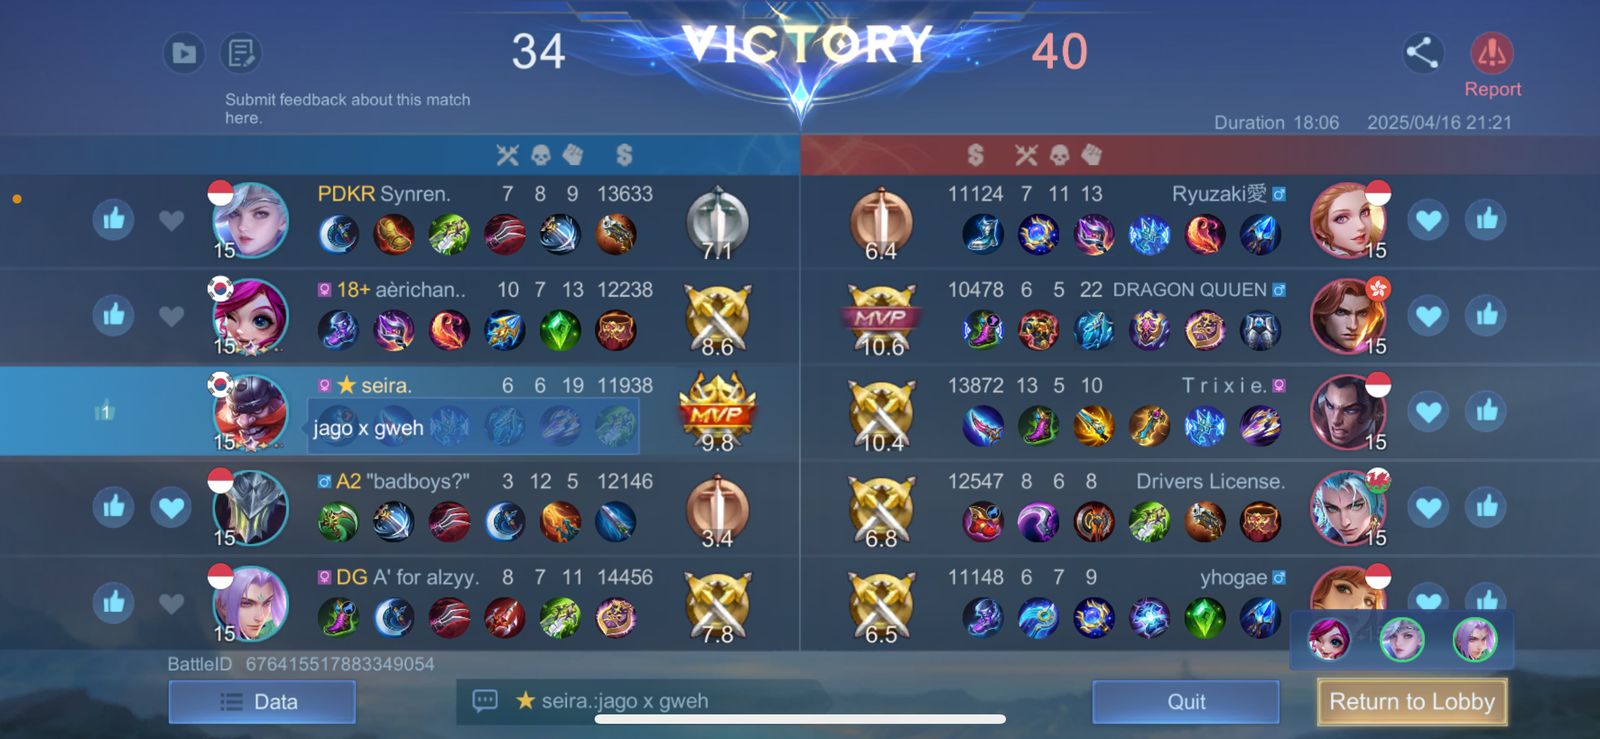 34 VICTORY 40
Report
Submit feedback about this match
here.
Duration 18:06 2025/04/16 21:21
PDKR Synren. 7 8 9 13633
15 7.1
11124 7 11 13 Ryuzaki愛
6.4 15
18+ aèrichan.. 10 7 13 12238
15 8.6
10478 6 5 22 DRAGON QUUEN
MVP 10.6 15
1 seira. 6 6 19 11938
15 jago x gweh MVP 9.8
13872 13 5 10 Trixie.
10.4 15
A2 "badboys?" 3 12 5 12146
15 3.4
12547 8 6 8 Drivers License.
6.8 15
DG A' for alzyy. 8 7 11 14456
15 7.8
11148 6 7 9 yhogae
6.5
BattleID 676415517883349054
Data
seira.:jago x gweh
Quit
Return to Lobby